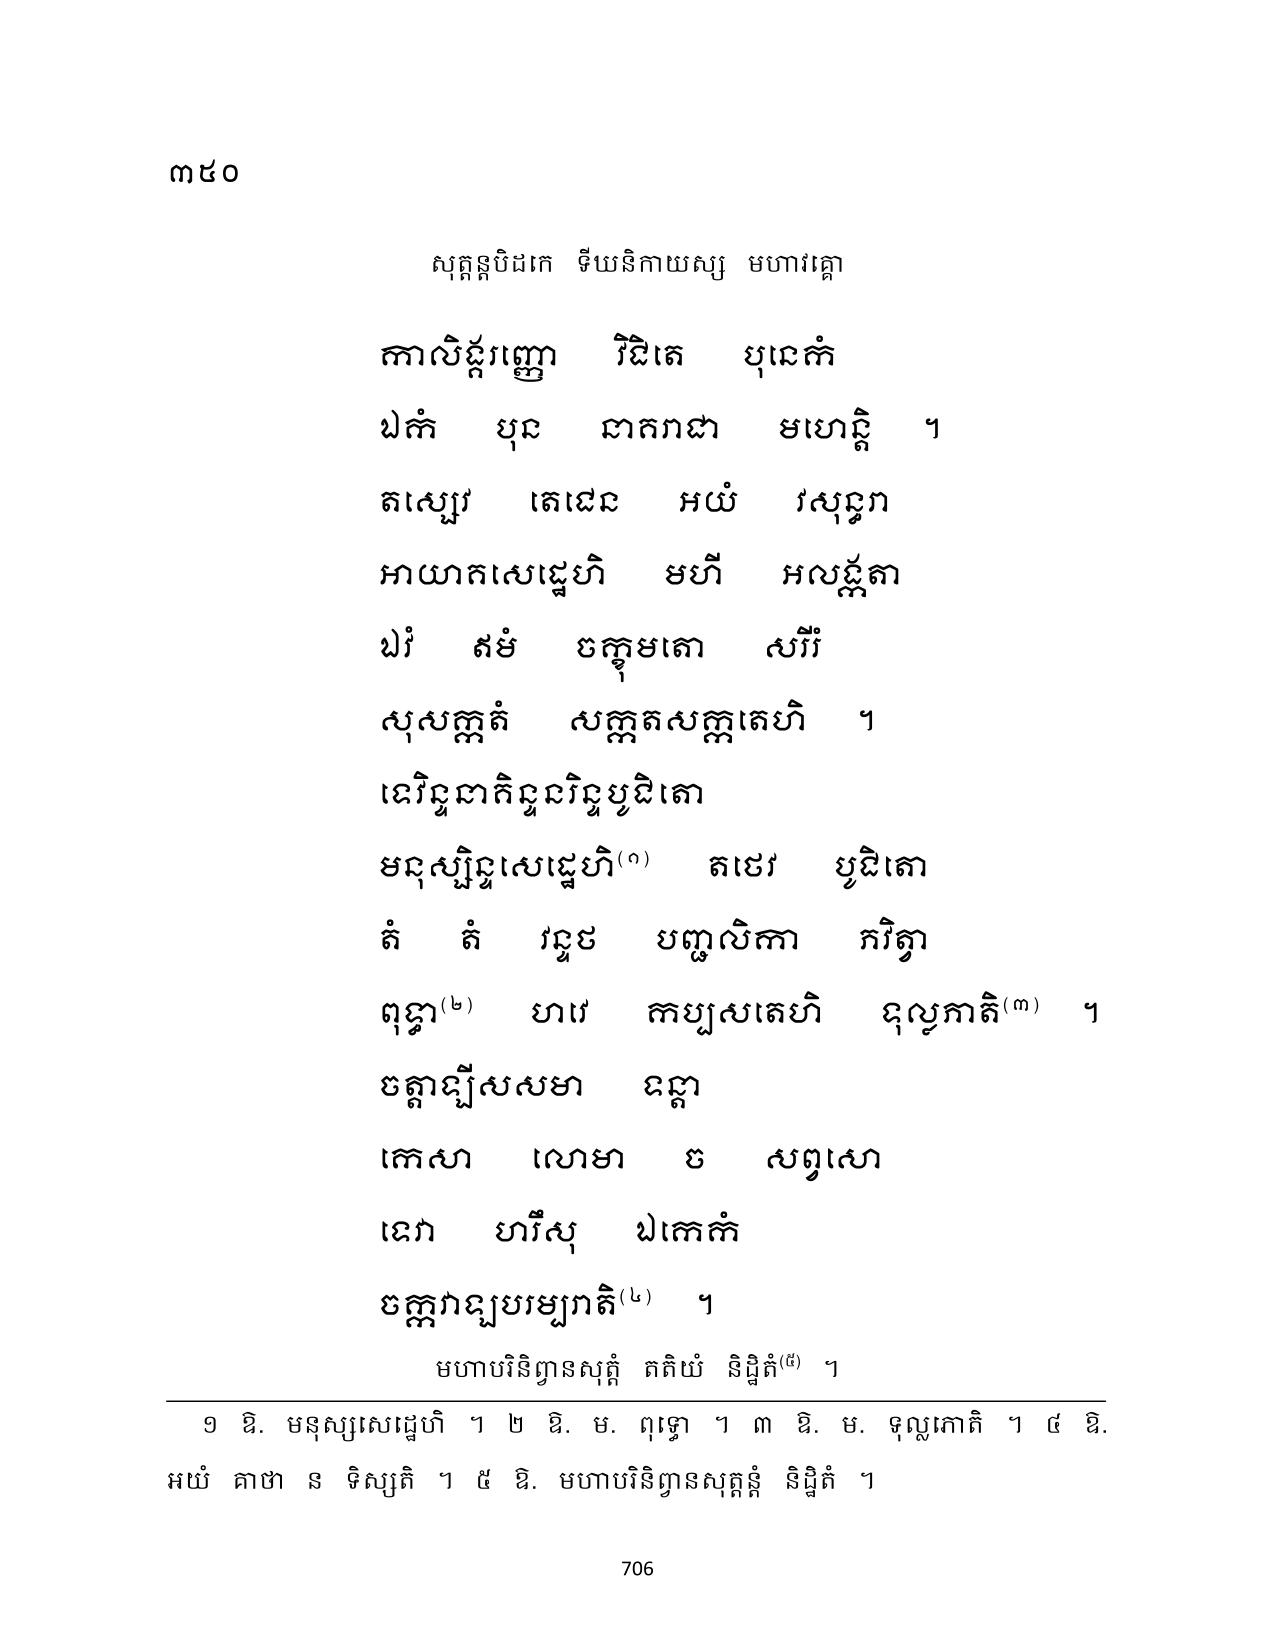 ៣៥០
សុត្តន្តបិដកេ ទីឃនិកាយស្ស មហាវគ្គោ
កាលិង្គរញ្ញោ វិជិតេ បុនេកំ
ឯកំ បុន នាគរាជា មហេន្តិ ។
តស្សេវ តេជេន អយំ វសុន្ធរា
អាយាគសេដ្ឋេហិ មហី អលង្កតា
ឯវំ ឥមំ ចក្ខុមតោ សរីរំ
សុសក្កតំ សក្កតសក្កតេហិ ។
ទេវិន្ទនាគិន្ទនរិន្ទបូជិតោ
មនុស្សិន្ទសេដ្ឋេហិ(១) តថេវ បូជិតោ
តំ តំ វន្ទថ បញ្ជលិកា ភវិត្វា
ពុទ្ធា(២) ហវេ កប្បសតេហិ ទុល្លភាតិ(៣) ។
ចត្តាឡីសសមា ទន្តា
កេសា លោមា ច សព្វសោ
ទេវា ហរឹសុ ឯកេកំ
ចក្កវាឡបរម្បរាតិ(៤) ។
មហាបរិនិព្វានសុត្តំ តតិយំ និដ្ឋិតំ(៥) ។
១ ឱ. មនុស្សសេដ្ឋេហិ ។ ២ ឱ. ម. ពុទ្ធោ ។ ៣ ឱ. ម. ទុល្លភោតិ ។ ៤ ឱ.
អយំ គាថា ន ទិស្សតិ ។ ៥ ឱ. មហាបរិនិព្វានសុត្តន្តំ និដ្ឋិតំ ។
706